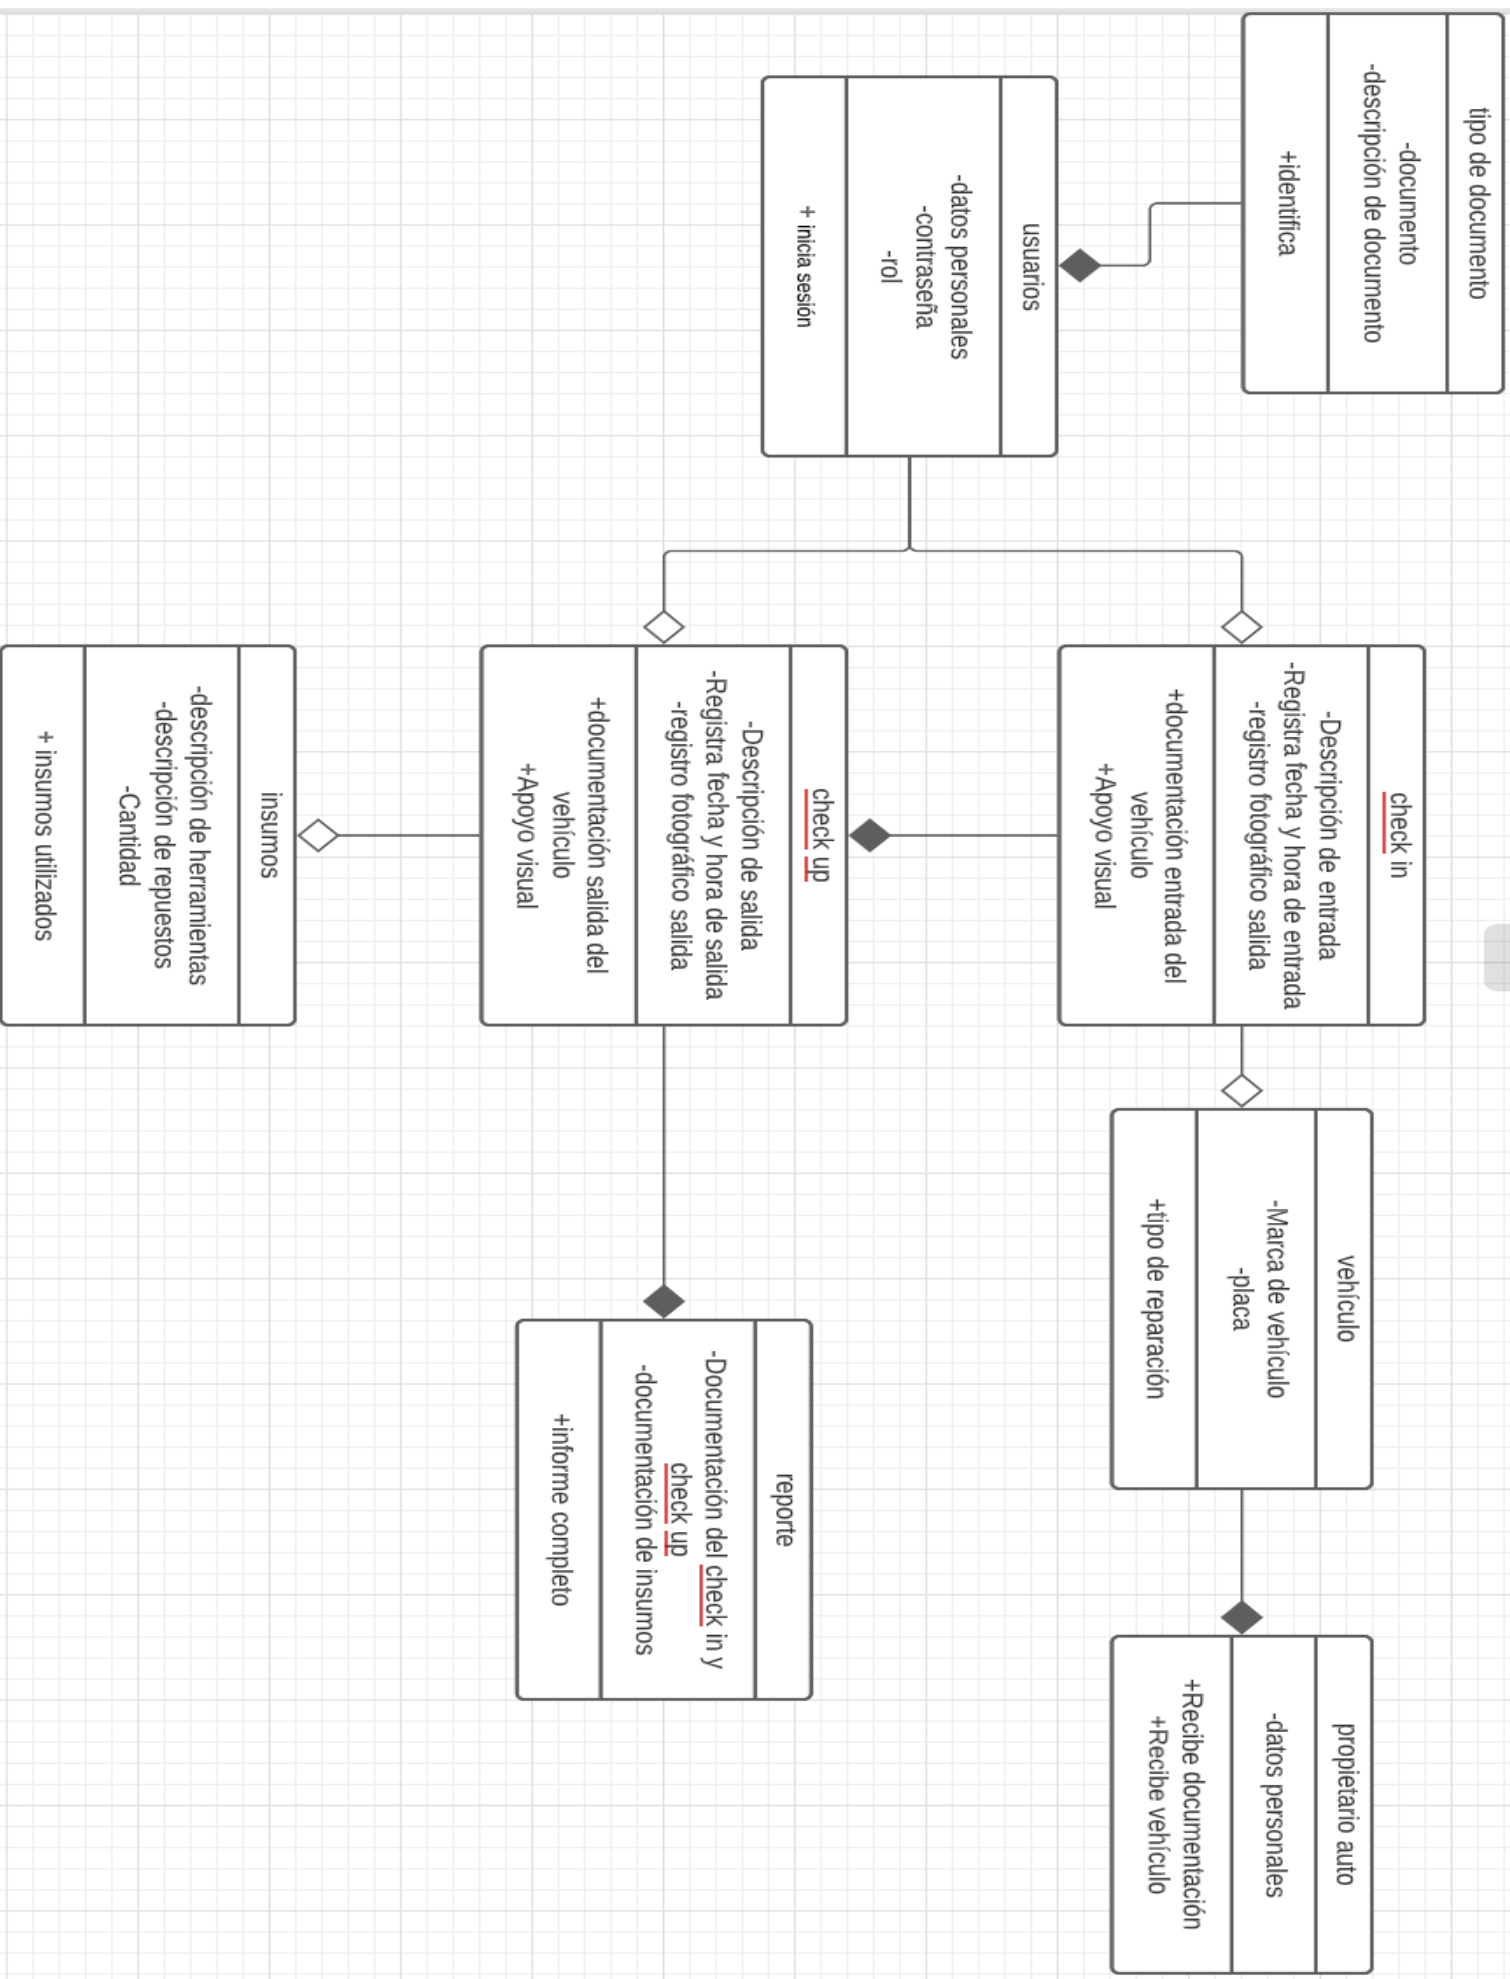 tipo de documento
-documento
-descripción de documento
+identifica
usuarios
-datos personales
-contraseña
-rol
+ inicia sesión
check in
-Descripción de entrada
-Registra fecha y hora de entrada
-registro fotográfico salida
+documentación entrada del
vehículo
+Apoyo visual
vehículo
-Marca de vehículo
-placa
+tipo de reparación
propietario auto
-datos personales
+Recibe documentación
+Recibe vehículo
check up
-Descripción de salida
-Registra fecha y hora de salida
-registro fotográfico salida
+documentación salida del
vehículo
+Apoyo visual
reporte
-Documentación del check in y
check up
-documentación de insumos
+informe completo
insumos
-descripción de herramientas
-descripción de repuestos
-Cantidad
+ insumos utilizados